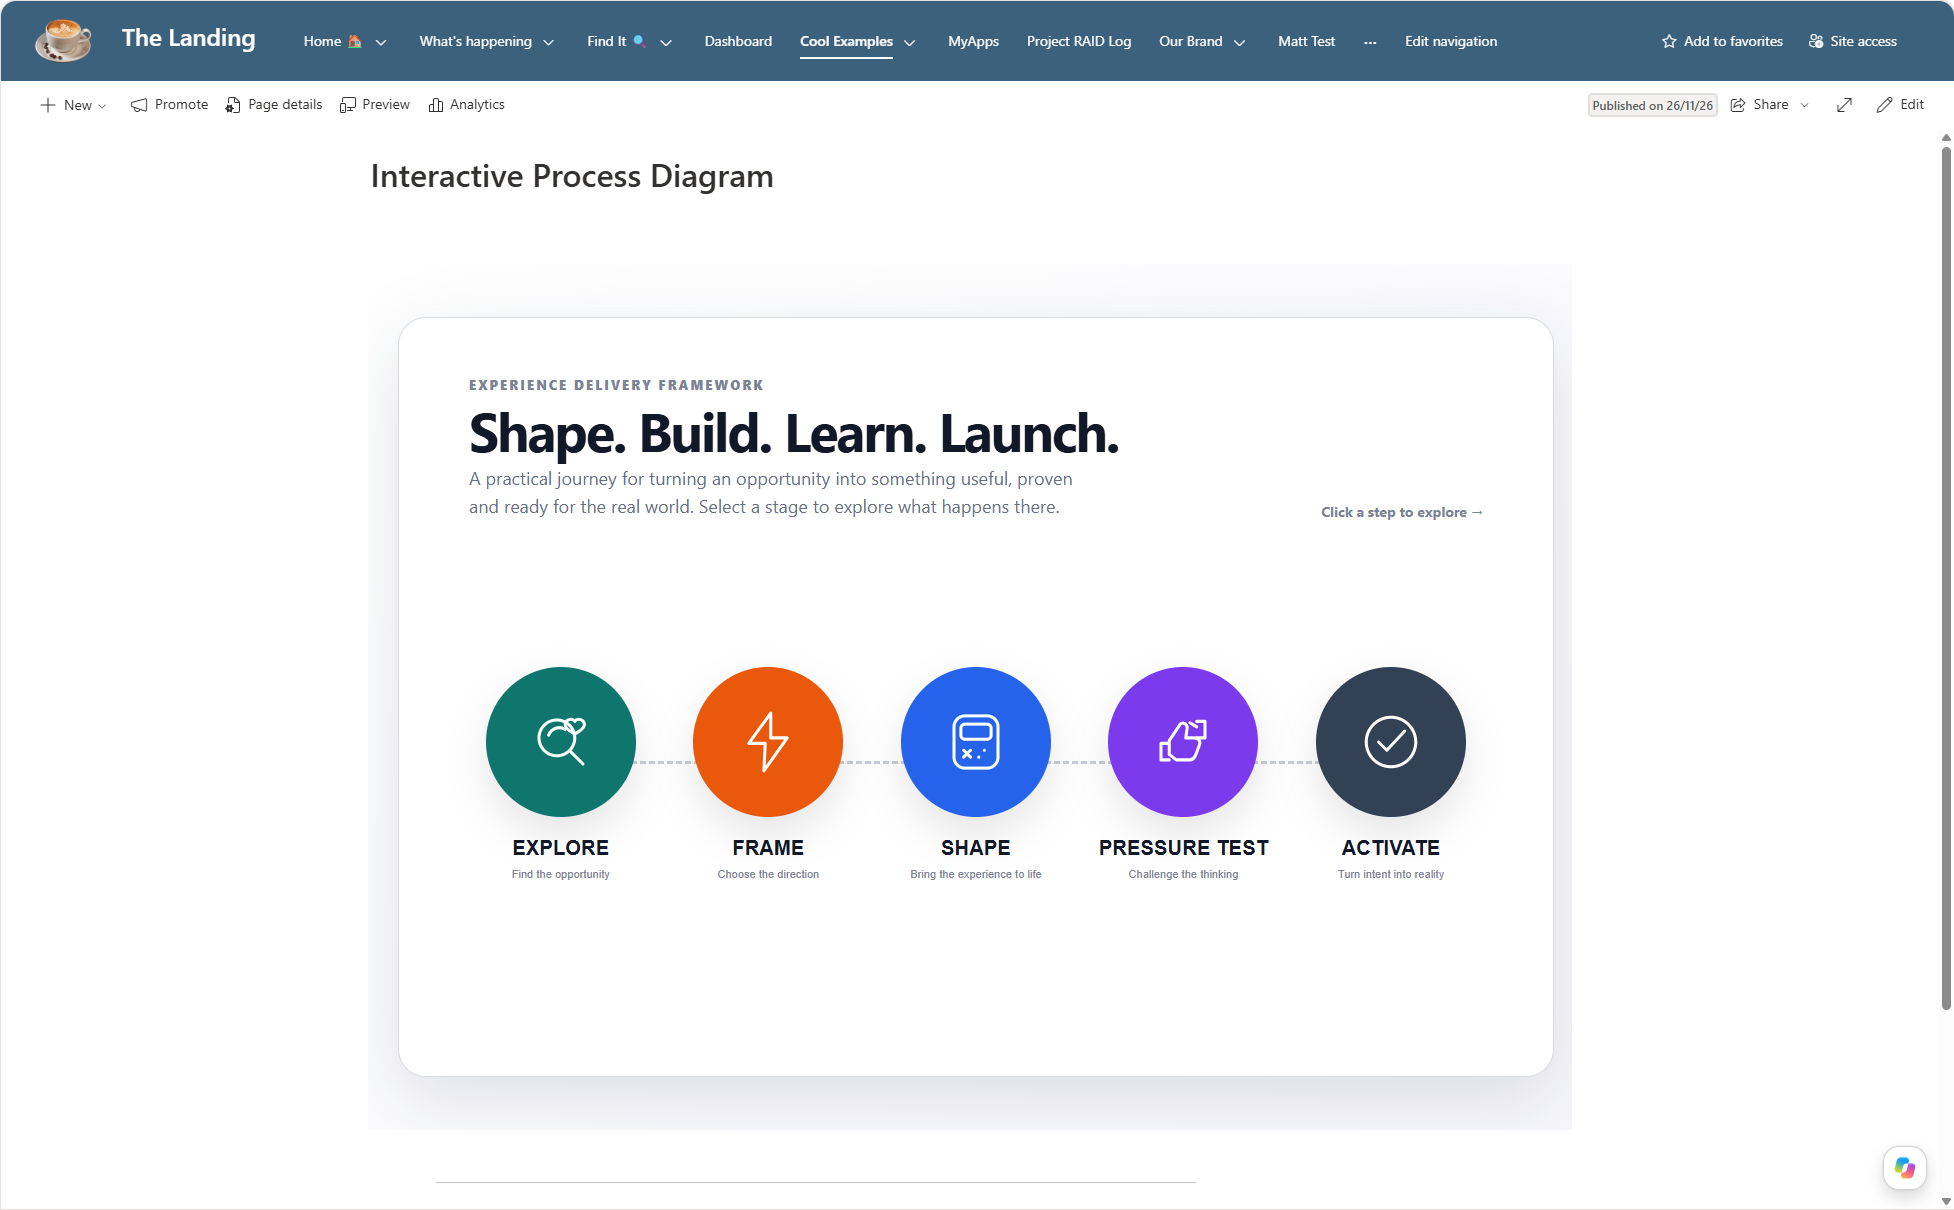 The Landing
Home
What's happening
Find It
Dashboard
Cool Examples
MyApps
Project RAID Log
Our Brand
Matt Test
...
Edit navigation
Add to favorites
Site access
New
Promote
Page details
Preview
Analytics
Published on 26/11/26
Share
Edit
Interactive Process Diagram
EXPERIENCE DELIVERY FRAMEWORK
Shape. Build. Learn. Launch.
A practical journey for turning an opportunity into something useful, proven
and ready for the real world. Select a stage to explore what happens there.
Click a step to explore →
EXPLORE
Find the opportunity
FRAME
Choose the direction
SHAPE
Bring the experience to life
PRESSURE TEST
Challenge the thinking
ACTIVATE
Turn intent into reality